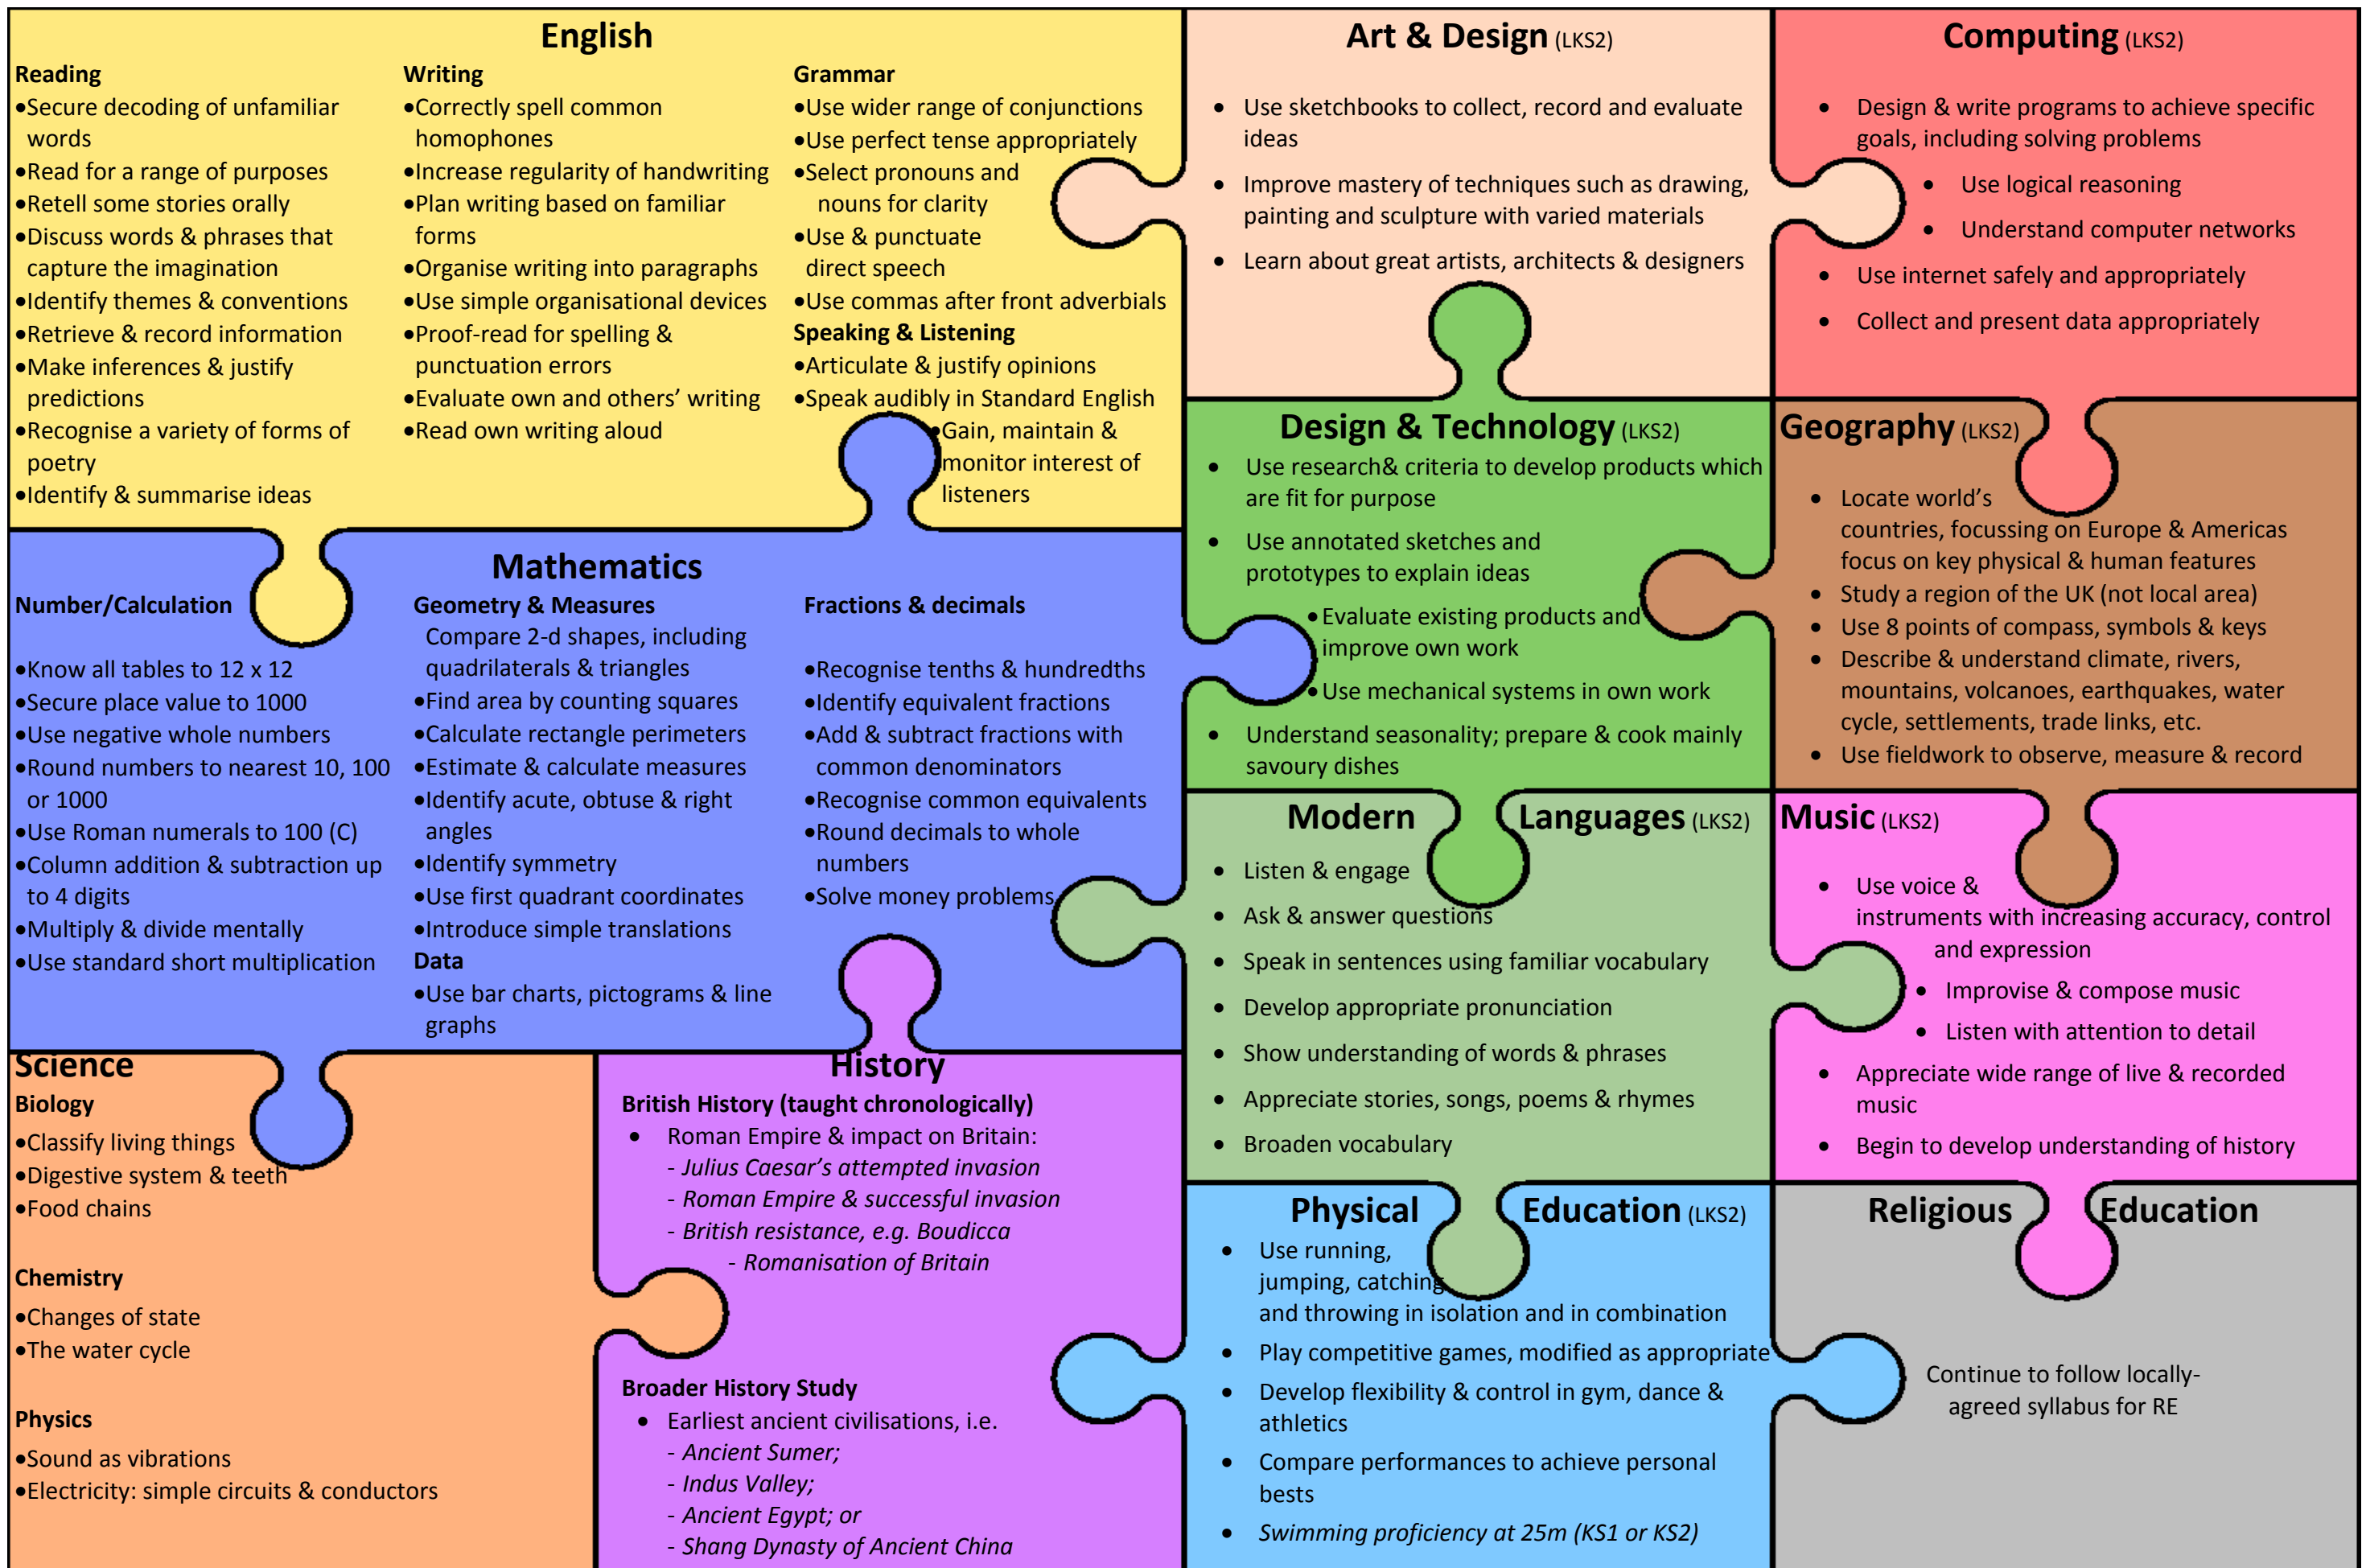 English
Reading
•Secure decoding of unfamiliar
words
•Read for a range of purposes
•Retell some stories orally
•Discuss words & phrases that
capture the imagination
•Identify themes & conventions
•Retrieve & record information
•Make inferences & justify
predictions
•Recognise a variety of forms of
poetry
•Identify & summarise ideas
Writing
•Correctly spell common
homophones
•Increase regularity of handwriting
•Plan writing based on familiar
forms
•Organise writing into paragraphs
•Use simple organisational devices
•Proof-read for spelling &
punctuation errors
•Evaluate own and others’ writing
•Read own writing aloud
Grammar
•Use wider range of conjunctions
•Use perfect tense appropriately
•Select pronouns and
nouns for clarity
•Use & punctuate
direct speech
•Use commas after front adverbials
Speaking & Listening
•Articulate & justify opinions
•Speak audibly in Standard English
•Gain, maintain &
monitor interest of
listeners
Art & Design (LKS2)
• Use sketchbooks to collect, record and evaluate
ideas
• Improve mastery of techniques such as drawing,
painting and sculpture with varied materials
• Learn about great artists, architects & designers
Computing (LKS2)
• Design & write programs to achieve specific
goals, including solving problems
• Use logical reasoning
• Understand computer networks
• Use internet safely and appropriately
• Collect and present data appropriately
Design & Technology (LKS2)
• Use research& criteria to develop products which
are fit for purpose
• Use annotated sketches and
prototypes to explain ideas
•Evaluate existing products and
improve own work
•Use mechanical systems in own work
• Understand seasonality; prepare & cook mainly
savoury dishes
Geography (LKS2)
• Locate world’s
countries, focussing on Europe & Americas
focus on key physical & human features
• Study a region of the UK (not local area)
• Use 8 points of compass, symbols & keys
• Describe & understand climate, rivers,
mountains, volcanoes, earthquakes, water
cycle, settlements, trade links, etc.
• Use fieldwork to observe, measure & record
Mathematics
Number/Calculation
•Know all tables to 12 x 12
•Secure place value to 1000
•Use negative whole numbers
•Round numbers to nearest 10, 100
or 1000
•Use Roman numerals to 100 (C)
•Column addition & subtraction up
to 4 digits
•Multiply & divide mentally
•Use standard short multiplication
Geometry & Measures
Compare 2-d shapes, including
quadrilaterals & triangles
•Find area by counting squares
•Calculate rectangle perimeters
•Estimate & calculate measures
•Identify acute, obtuse & right
angles
•Identify symmetry
•Use first quadrant coordinates
•Introduce simple translations
Data
•Use bar charts, pictograms & line
graphs
Fractions & decimals
•Recognise tenths & hundredths
•Identify equivalent fractions
•Add & subtract fractions with
common denominators
•Recognise common equivalents
•Round decimals to whole
numbers
•Solve money problems
Modern Languages (LKS2)
• Listen & engage
• Ask & answer questions
• Speak in sentences using familiar vocabulary
• Develop appropriate pronunciation
• Show understanding of words & phrases
• Appreciate stories, songs, poems & rhymes
• Broaden vocabulary
Music (LKS2)
• Use voice &
instruments with increasing accuracy, control
and expression
• Improvise & compose music
• Listen with attention to detail
• Appreciate wide range of live & recorded
music
• Begin to develop understanding of history
Science
Biology
•Classify living things
•Digestive system & teeth
•Food chains
Chemistry
•Changes of state
•The water cycle
Physics
•Sound as vibrations
•Electricity: simple circuits & conductors
History
British History (taught chronologically)
• Roman Empire & impact on Britain:
- Julius Caesar’s attempted invasion
- Roman Empire & successful invasion
- British resistance, e.g. Boudicca
- Romanisation of Britain
Broader History Study
• Earliest ancient civilisations, i.e.
- Ancient Sumer;
- Indus Valley;
- Ancient Egypt; or
- Shang Dynasty of Ancient China
Physical Education (LKS2)
• Use running,
jumping, catching
and throwing in isolation and in combination
• Play competitive games, modified as appropriate
• Develop flexibility & control in gym, dance &
athletics
• Compare performances to achieve personal
bests
• Swimming proficiency at 25m (KS1 or KS2)
Religious Education
Continue to follow locally-
agreed syllabus for RE